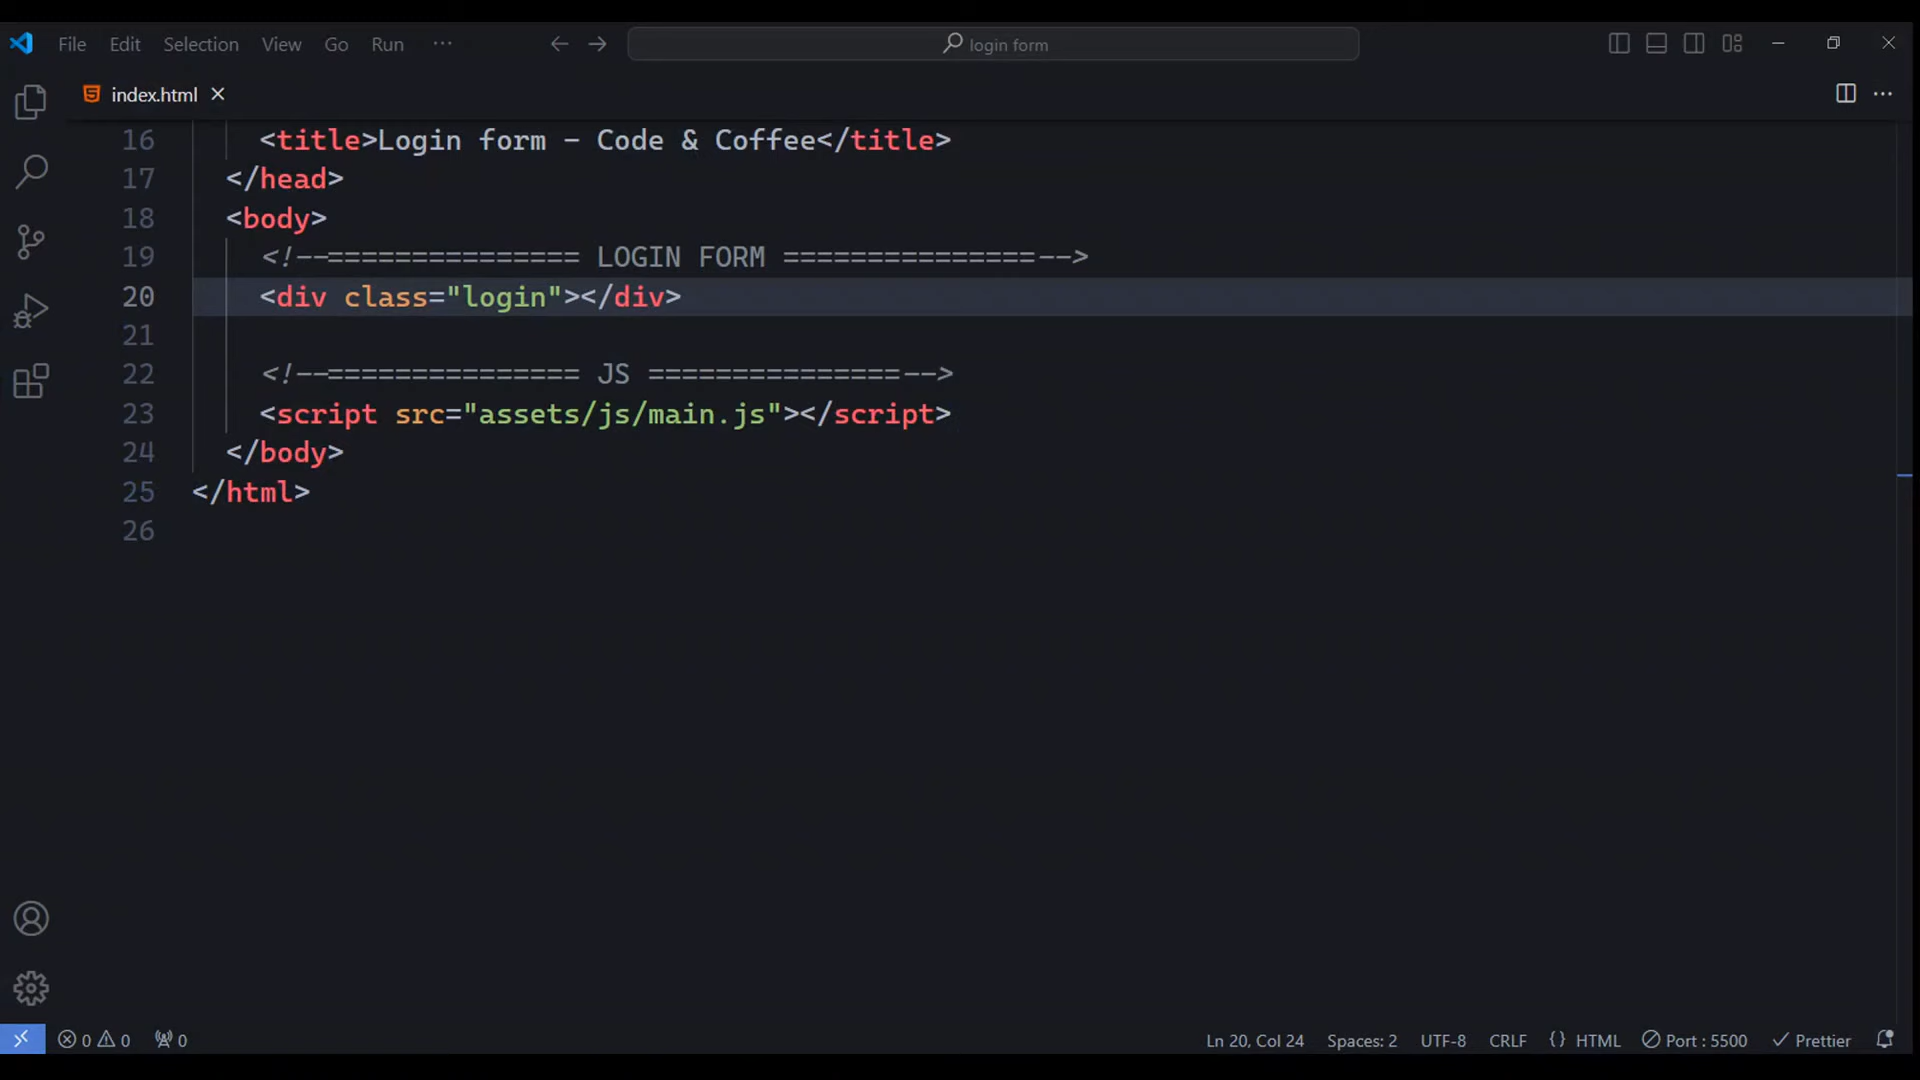 File Edit Selection View Go Run ··· login form
index.html
16 <title>Login form - Code & Coffee</title>
17 </head>
18 <body>
19 <!--=============== LOGIN FORM ===============-->
20 <div class="login"></div>
21
22 <!--=============== JS ===============-->
23 <script src="assets/js/main.js"></script>
24 </body>
25 </html>
26
0 0 0 Ln 20, Col 24 Spaces: 2 UTF-8 CRLF {} HTML Port : 5500 Prettier